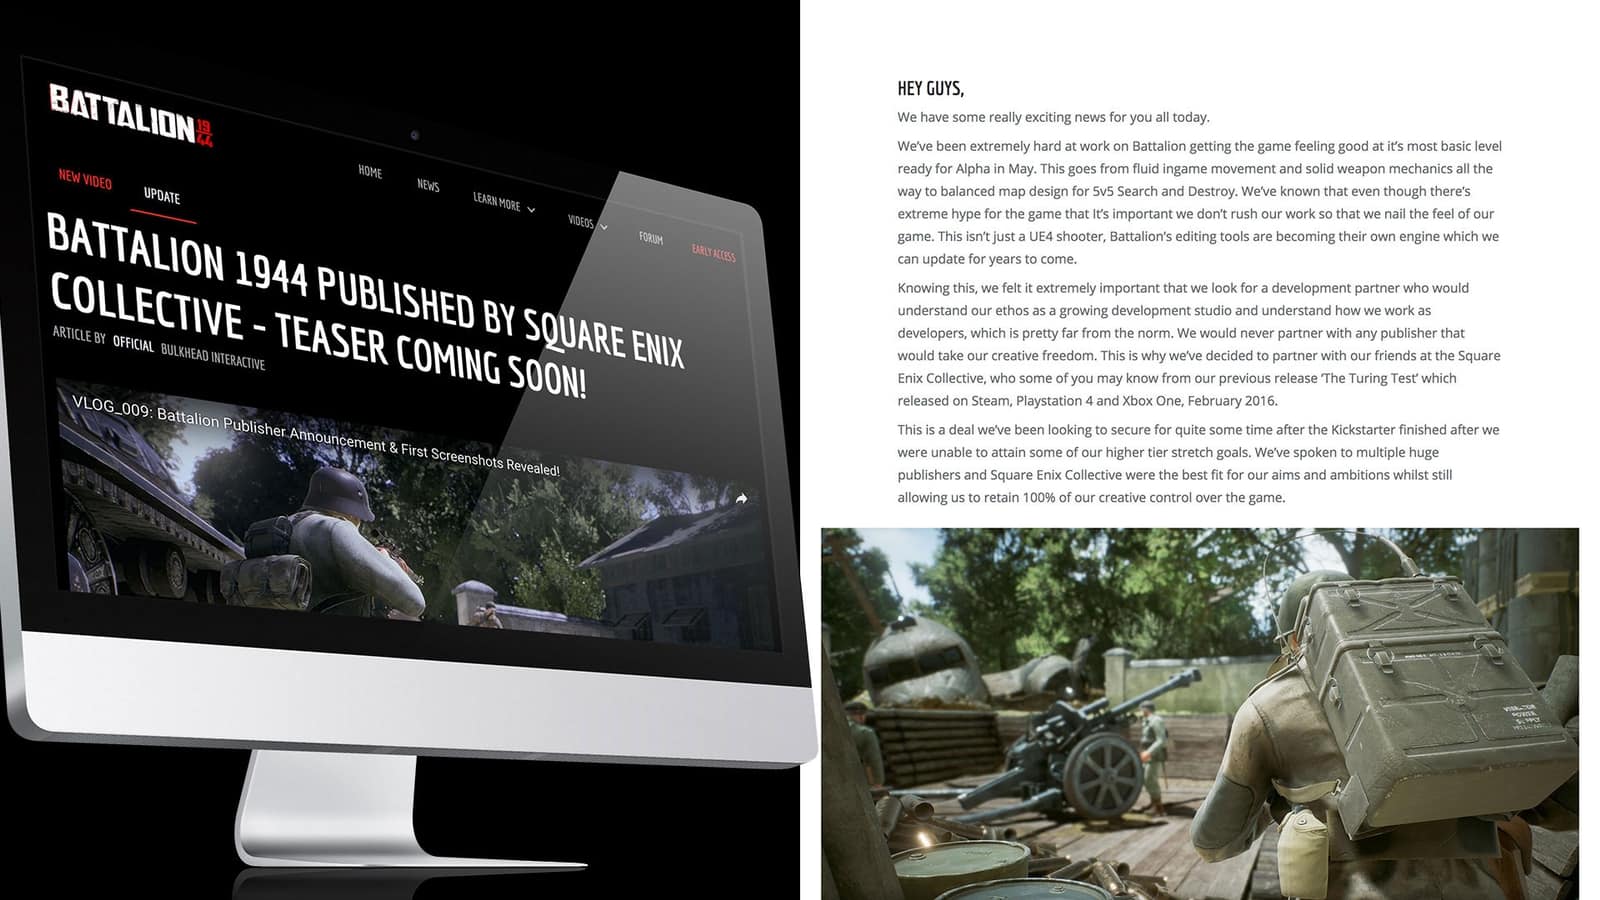 BATTALION 19
44
HOME
NEWS
LEARN MORE
VIDEOS
FORUM
EARLY ACCESS
NEW VIDEO
UPDATE
BATTALION 1944 PUBLISHED BY SQUARE ENIX
COLLECTIVE - TEASER COMING SOON!
ARTICLE BY OFFICIAL BULKHEAD INTERACTIVE
VLOG_009: Battalion Publisher Announcement & First Screenshots Revealed!
HEY GUYS,
We have some really exciting news for you all today.
We've been extremely hard at work on Battalion getting the game feeling good at it's most basic level
ready for Alpha in May. This goes from fluid ingame movement and solid weapon mechanics all the
way to balanced map design for 5v5 Search and Destroy. We've known that even though there's
extreme hype for the game that It's important we don't rush our work so that we nail the feel of our
game. This isn't just a UE4 shooter, Battalion's editing tools are becoming their own engine which we
can update for years to come.
Knowing this, we felt it extremely important that we look for a development partner who would
understand our ethos as a growing development studio and understand how we work as
developers, which is pretty far from the norm. We would never partner with any publisher that
would take our creative freedom. This is why we've decided to partner with our friends at the Square
Enix Collective, who some of you may know from our previous release 'The Turing Test' which
released on Steam, Playstation 4 and Xbox One, February 2016.
This is a deal we've been looking to secure for quite some time after the Kickstarter finished after we
were unable to attain some of our higher tier stretch goals. We've spoken to multiple huge
publishers and Square Enix Collective were the best fit for our aims and ambitions whilst still
allowing us to retain 100% of our creative control over the game.
POWER